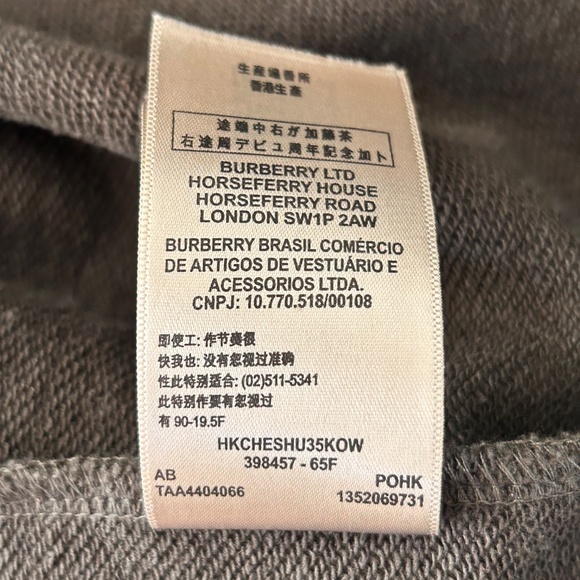 生産場番所
香港生產
途端中右が加藤茶
右途周デビュ周年記念加ト
BURBERRY LTD
HORSEFERRY HOUSE
HORSEFERRY ROAD
LONDON SW1P 2AW
BURBERRY BRASIL COMÉRCIO
DE ARTIGOS DE VESTUÁRIO E
ACESSORIOS LTDA.
CNPJ: 10.770.518/00108
即使工: 作节奏很
快我也: 没有忽视过准确
性此特别适合: (02)511-5341
此特别作要有忽视过
有 90-19.5F
HKCHESHU35KOW
398457 - 65F
AB
TAA4404066
POHK
1352069731